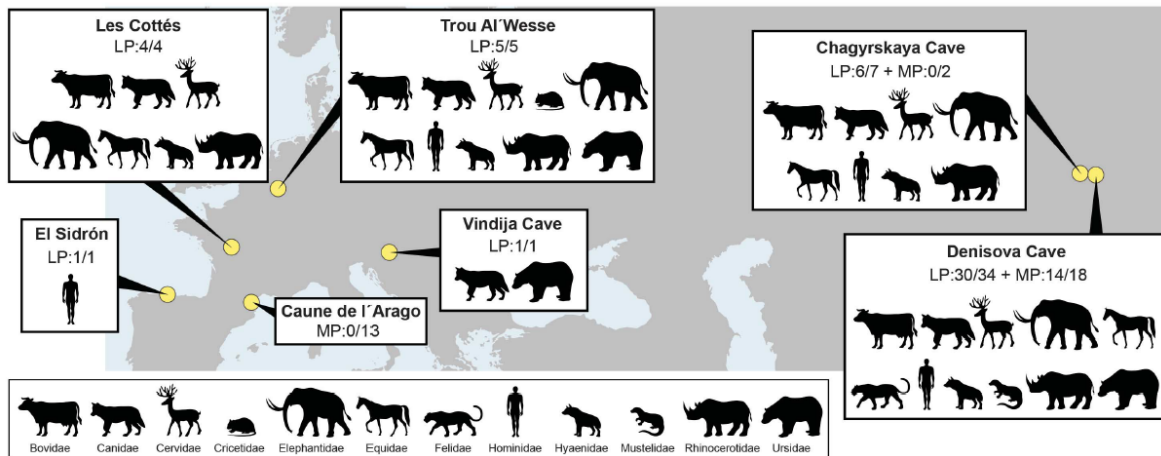 Les Cottés
LP:4/4
Trou Al´Wesse
LP:5/5
Chagyrskaya Cave
LP:6/7 + MP:0/2
El Sidrón
LP:1/1
Vindija Cave
LP:1/1
Caune de l´Arago
MP:0/13
Denisova Cave
LP:30/34 + MP:14/18
Bovidae Canidae Cervidae Cricetidae Elephantidae Equidae Felidae Hominidae Hyaenidae Mustelidae Rhinocerotidae Ursidae